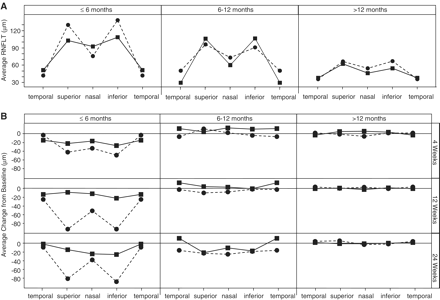 A
≤ 6 months 6-12 months >12 months
Average RNFLT (μm)
150
120
90
60
30
temporal superior nasal inferior temporal temporal superior nasal inferior temporal temporal superior nasal inferior temporal
B
≤ 6 months 6-12 months >12 months
Average Change from Baseline (μm)
0
-20
-40
-60
-80
4 Weeks
0
-20
-40
-60
-80
12 Weeks
0
-20
-40
-60
-80
24 Weeks
temporal superior nasal inferior temporal temporal superior nasal inferior temporal temporal superior nasal inferior temporal